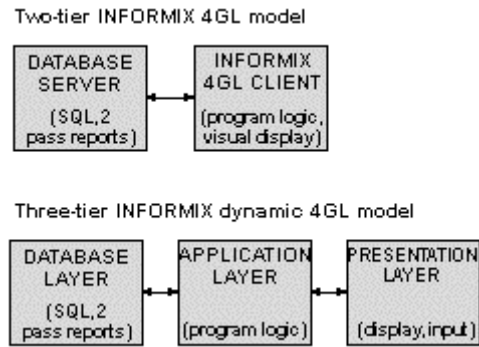 Two-tier INFORMIX 4GL model
DATABASE
SERVER
(SQL,2
pass reports)
INFORMIX
4GL CLIENT
(program logic,
visual display)
Three-tier INFORMIX dynamic 4GL model
DATABASE
LAYER
(SQL,2
pass reports)
APPLICATION
LAYER
(program logic)
PRESENTATION
LAYER
(display,input)